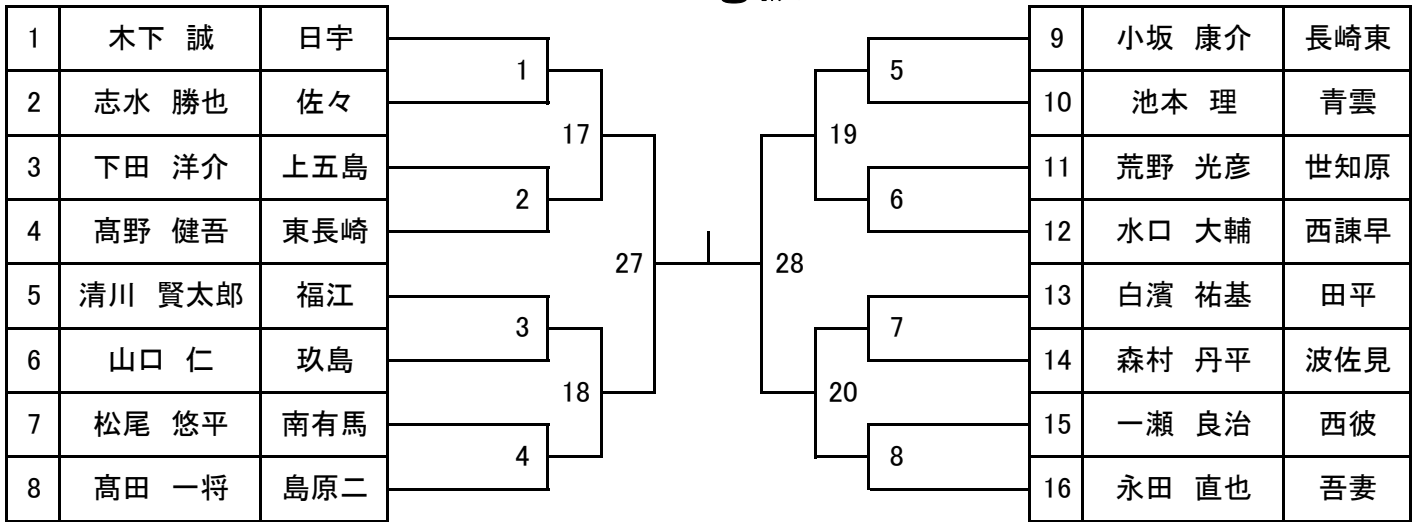 1 木下 誠 日宇
2 志水 勝也 佐々
3 下田 洋介 上五島
4 髙野 健吾 東長崎
5 清川 賢太郎 福江
6 山口 仁 玖島
7 松尾 悠平 南有馬
8 髙田 一将 島原二
1
2
3
4
17
18
27
28
19
20
5
6
7
8
9 小坂 康介 長崎東
10 池本 理 青雲
11 荒野 光彦 世知原
12 水口 大輔 西諫早
13 白濱 祐基 田平
14 森村 丹平 波佐見
15 一瀬 良治 西彼
16 永田 直也 吾妻